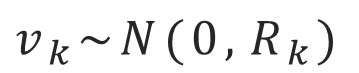 v_k ~ N(0, R_k)